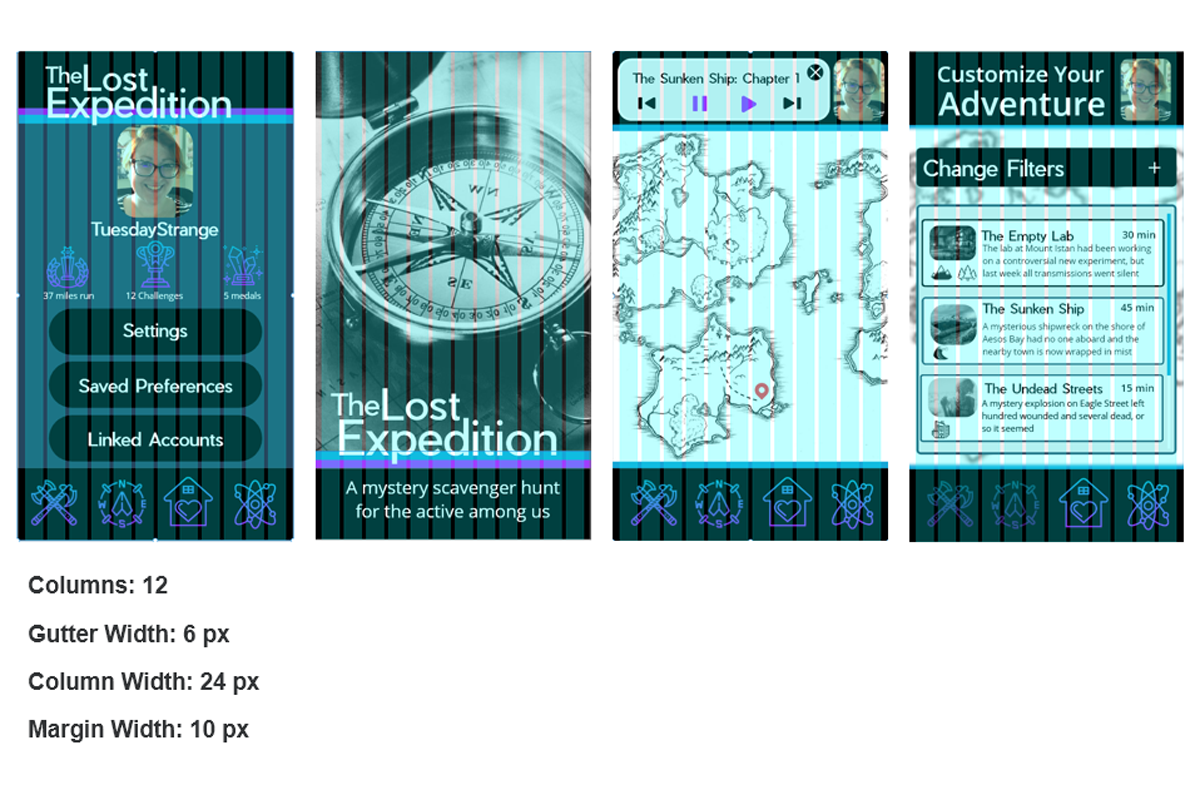 The Lost
Expedition
TuesdayStrange
37 miles run
12 Challenges
5 medals
Settings
Saved Preferences
Linked Accounts
N
W E
S
The Lost
Expedition
A mystery scavenger hunt
for the active among us
The Sunken Ship: Chapter 1
N
W E
S
Customize Your
Adventure
Change Filters +
The Empty Lab 30 min
The lab at Mount Istan had been working
on a controversial new experiment, but
last week all transmissions went silent
The Sunken Ship 45 min
A mysterious shipwreck on the shore of
Aesos Bay had no one aboard and the
nearby town is now wrapped in mist
The Undead Streets 15 min
A mystery explosion on Eagle Street left
hundred wounded and several dead, or
so it seemed
N
W E
S
Columns: 12
Gutter Width: 6 px
Column Width: 24 px
Margin Width: 10 px